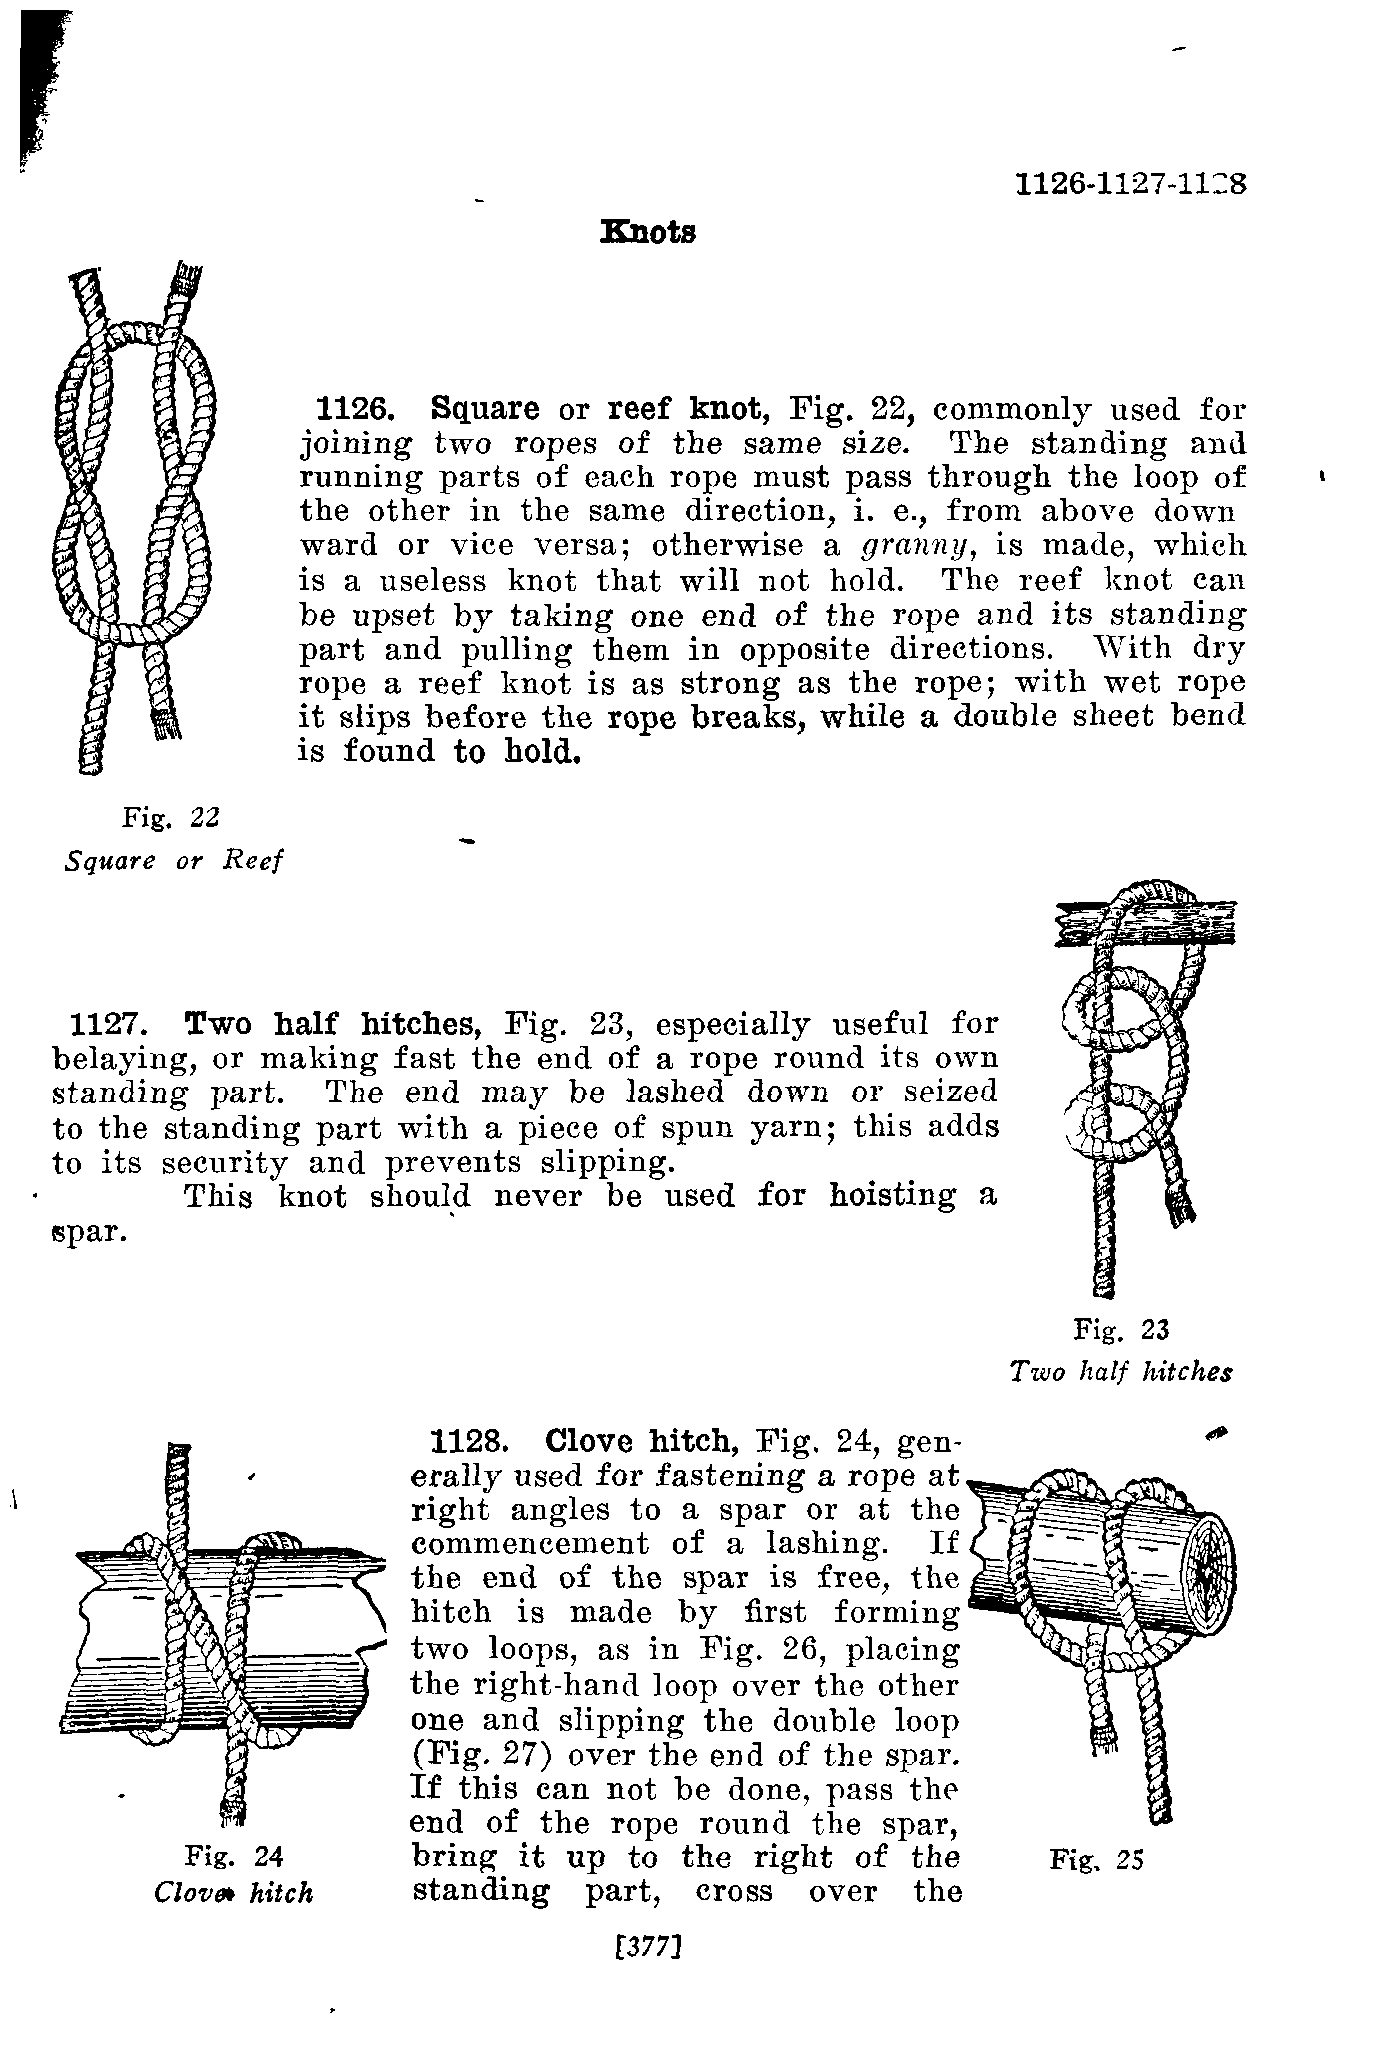 1126-1127-1128
Knots
1126. Square or reef knot, Fig. 22, commonly used for
joining two ropes of the same size. The standing and
running parts of each rope must pass through the loop of
the other in the same direction, i. e., from above down
ward or vice versa; otherwise a granny, is made, which
is a useless knot that will not hold. The reef knot can
be upset by taking one end of the rope and its standing
part and pulling them in opposite directions. With dry
rope a reef knot is as strong as the rope; with wet rope
it slips before the rope breaks, while a double sheet bend
is found to hold.
Fig. 22
Square or Reef
1127. Two half hitches, Fig. 23, especially useful for
belaying, or making fast the end of a rope round its own
standing part. The end may be lashed down or seized
to the standing part with a piece of spun yarn; this adds
to its security and prevents slipping.
This knot should never be used for hoisting a
spar.
Fig. 23
Two half hitches
1128. Clove hitch, Fig. 24, gen-
erally used for fastening a rope at
right angles to a spar or at the
commencement of a lashing. If
the end of the spar is free, the
hitch is made by first forming
two loops, as in Fig. 26, placing
the right-hand loop over the other
one and slipping the double loop
(Fig. 27) over the end of the spar.
If this can not be done, pass the
end of the rope round the spar,
bring it up to the right of the
standing part, cross over the
Fig. 24
Clove hitch
Fig. 25
[377]